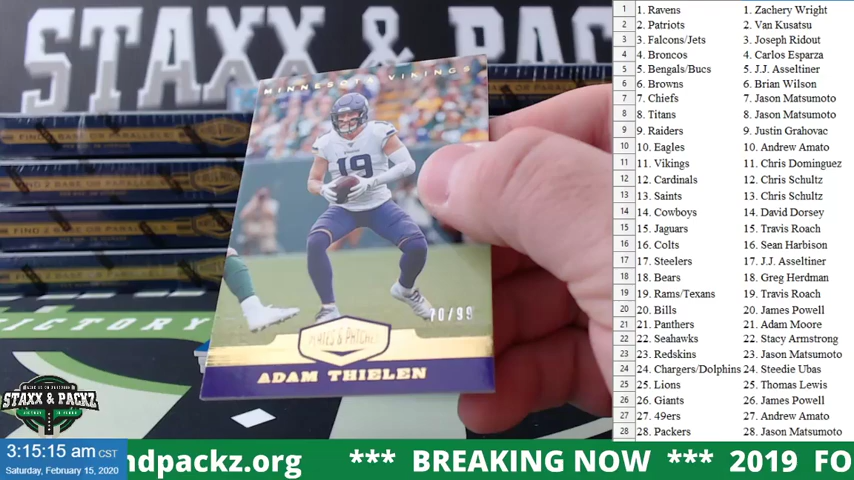 STAXX & PACKZ
MINNESOTA VIKINGS
19
70/99
PLATES & PATCHES
ADAM THIELEN
FIND 2 BASE OR PARALLELS
VICTORY
STAXX & PACKZ
3:15:15 am CST
Saturday, February 15, 2020
ndpackz.org *** BREAKING NOW *** 2019 FO
1 1. Ravens 1. Zachery Wright
2 2. Patriots 2. Van Kusatsu
3 3. Falcons/Jets 3. Joseph Ridout
4 4. Broncos 4. Carlos Esparza
5 5. Bengals/Bucs 5. J.J. Asseltiner
6 6. Browns 6. Brian Wilson
7 7. Chiefs 7. Jason Matsumoto
8 8. Titans 8. Jason Matsumoto
9 9. Raiders 9. Justin Grahovac
10 10. Eagles 10. Andrew Amato
11 11. Vikings 11. Chris Dominguez
12 12. Cardinals 12. Chris Schultz
13 13. Saints 13. Chris Schultz
14 14. Cowboys 14. David Dorsey
15 15. Jaguars 15. Travis Roach
16 16. Colts 16. Sean Harbison
17 17. Steelers 17. J.J. Asseltiner
18 18. Bears 18. Greg Herdman
19 19. Rams/Texans 19. Travis Roach
20 20. Bills 20. James Powell
21 21. Panthers 21. Adam Moore
22 22. Seahawks 22. Stacy Armstrong
23 23. Redskins 23. Jason Matsumoto
24 24. Chargers/Dolphins 24. Steedie Ubas
25 25. Lions 25. Thomas Lewis
26 26. Giants 26. James Powell
27 27. 49ers 27. Andrew Amato
28 28. Packers 28. Jason Matsumoto